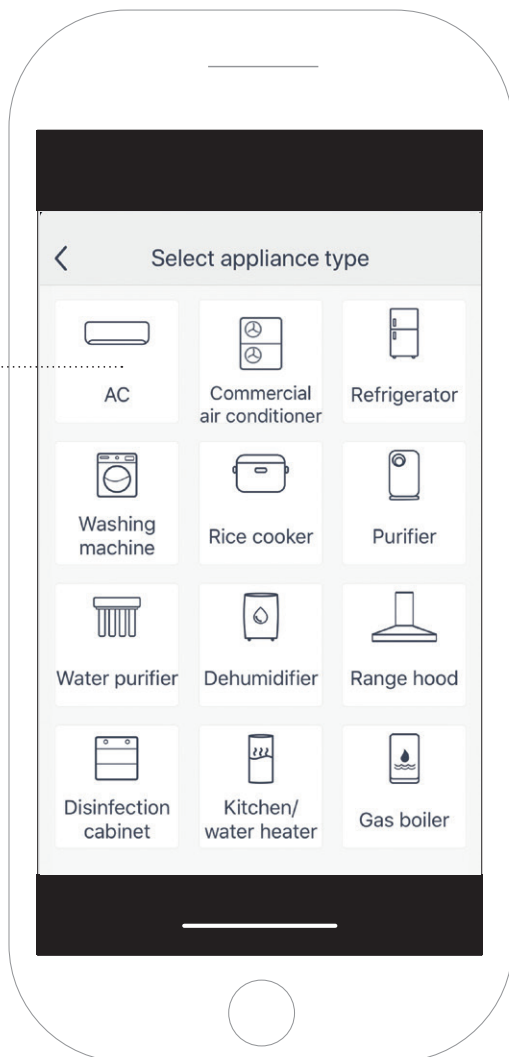 Select appliance type
AC
Commercial
air conditioner
Refrigerator
Washing
machine
Rice cooker
Purifier
Water purifier
Dehumidifier
Range hood
Disinfection
cabinet
Kitchen/
water heater
Gas boiler